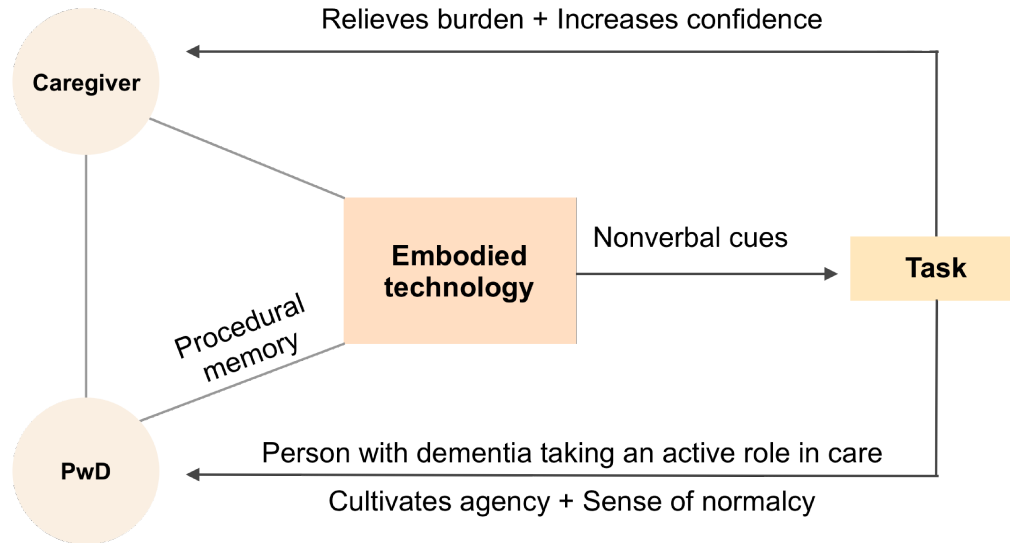 Relieves burden + Increases confidence
Caregiver
Embodied
technology
Nonverbal cues
Task
Procedural
memory
PwD
Person with dementia taking an active role in care
Cultivates agency + Sense of normalcy